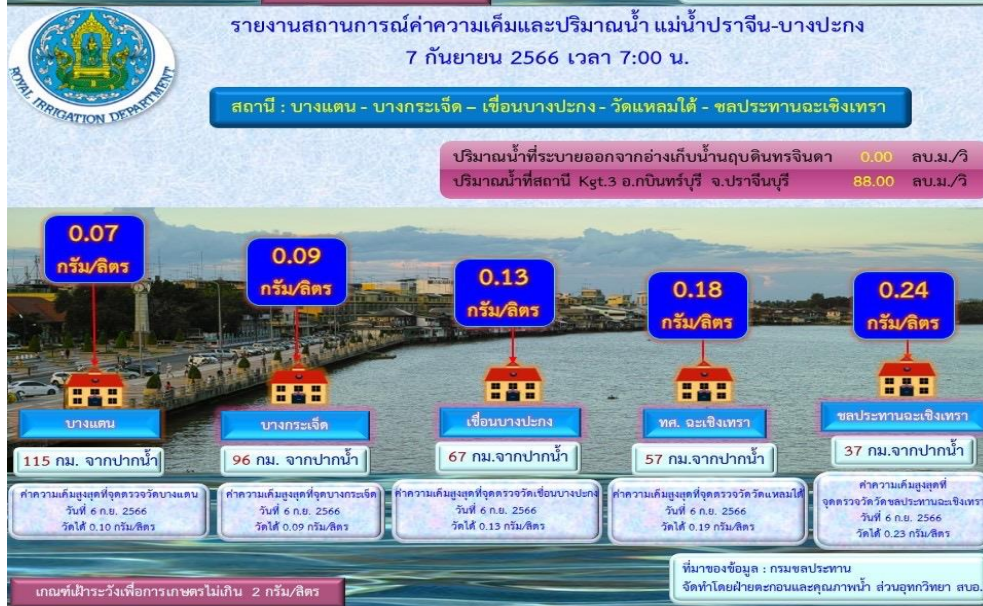 รายงานสถานการณ์ค่าความเค็มและปริมาณน้ำ แม่น้ำปราจีน-บางปะกง
7 กันยายน 2566 เวลา 7:00 น.
ROYAL IRRIGATION DEPARTMENT
สถานี : บางแตน - บางกระเจ็ด – เขื่อนบางปะกง - วัดแหลมใต้ - ชลประทานฉะเชิงเทรา
ปริมาณน้ำที่ระบายออกจากอ่างเก็บน้ำนฤบดินทรจินดา 0.00 ลบ.ม./วิ
ปริมาณน้ำที่สถานี Kgt.3 อ.กบินทร์บุรี จ.ปราจีนบุรี 88.00 ลบ.ม./วิ
0.07
กรัม/ลิตร
0.09
กรัม/ลิตร
0.13
กรัม/ลิตร
0.18
กรัม/ลิตร
0.24
กรัม/ลิตร
บางแตน
บางกระเจ็ด
เขื่อนบางปะกง
ทศ. ฉะเชิงเทรา
ชลประทานฉะเชิงเทรา
115 กม. จากปากน้ำ
96 กม. จากปากน้ำ
67 กม.จากปากน้ำ
57 กม.จากปากน้ำ
37 กม.จากปากน้ำ
ค่าความเค็มสูงสุดที่จุดตรวจวัดบางแตน
วันที่ 6 ก.ย. 2566
วัดได้ 0.10 กรัม/ลิตร
ค่าความเค็มสูงสุดที่จุดบางกระเจ็ด
วันที่ 6 ก.ย. 2566
วัดได้ 0.09 กรัม/ลิตร
ค่าความเค็มสูงสุดที่จุดตรวจวัดเขื่อนบางปะกง
วันที่ 6 ก.ย. 2566
วัดได้ 0.13 กรัม/ลิตร
ค่าความเค็มสูงสุดที่จุดตรวจวัดวัดแหลมใต้
วันที่ 6 ก.ย. 2566
วัดได้ 0.19 กรัม/ลิตร
ค่าความเค็มสูงสุดที่
จุดตรวจวัดวัดชลประทานฉะเชิงเทรา
วันที่ 6 ก.ย. 2566
วัดได้ 0.23 กรัม/ลิตร
เกณฑ์เฝ้าระวังเพื่อการเกษตรไม่เกิน 2 กรัม/ลิตร
ที่มาของข้อมูล : กรมชลประทาน
จัดทำโดยฝ่ายตะกอนและคุณภาพน้ำ ส่วนอุทกวิทยา สบอ.